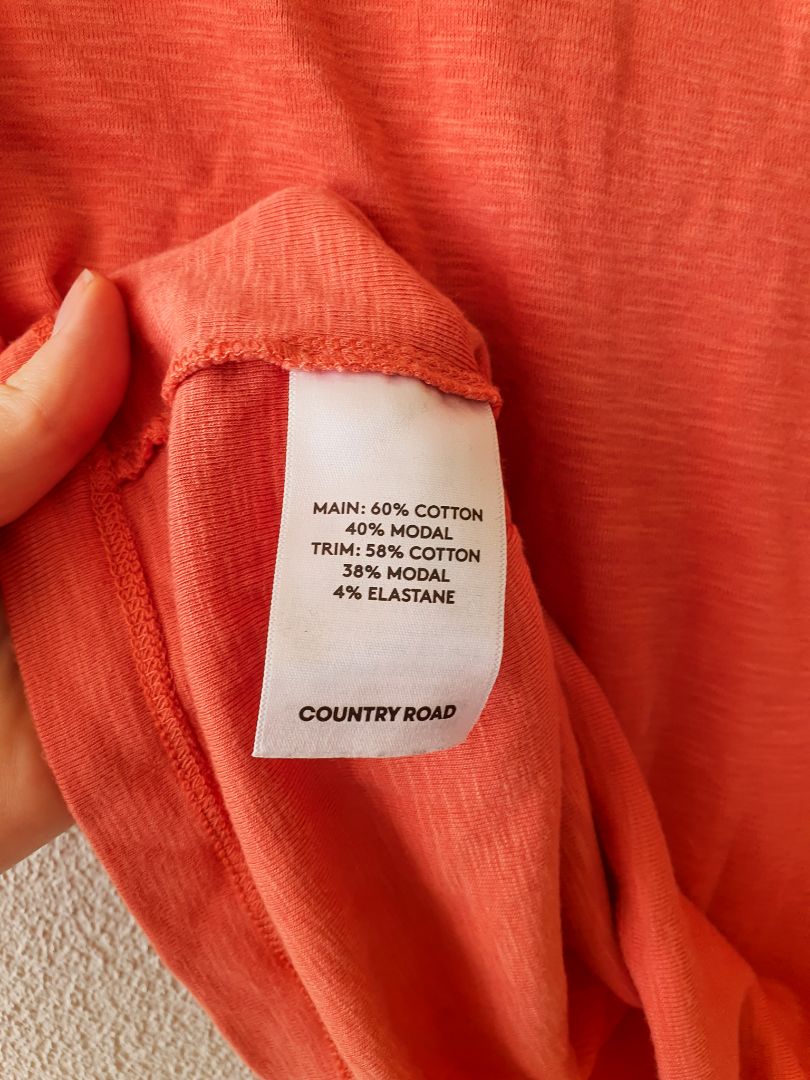 MAIN: 60% COTTON
40% MODAL
TRIM: 58% COTTON
38% MODAL
4% ELASTANE
COUNTRY ROAD